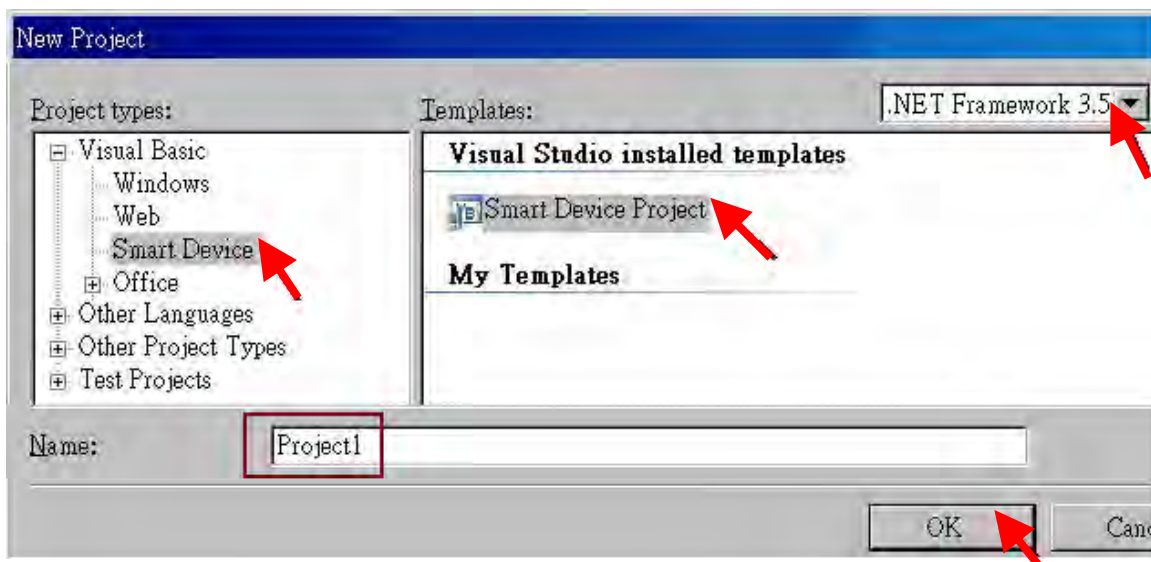 New Project
Project types:
Templates:
.NET Framework 3.5
Visual Basic
Windows
Web
Smart Device
Office
Other Languages
Other Project Types
Test Projects
Visual Studio installed templates
Smart Device Project
My Templates
Name:
Project1
OK
Canc